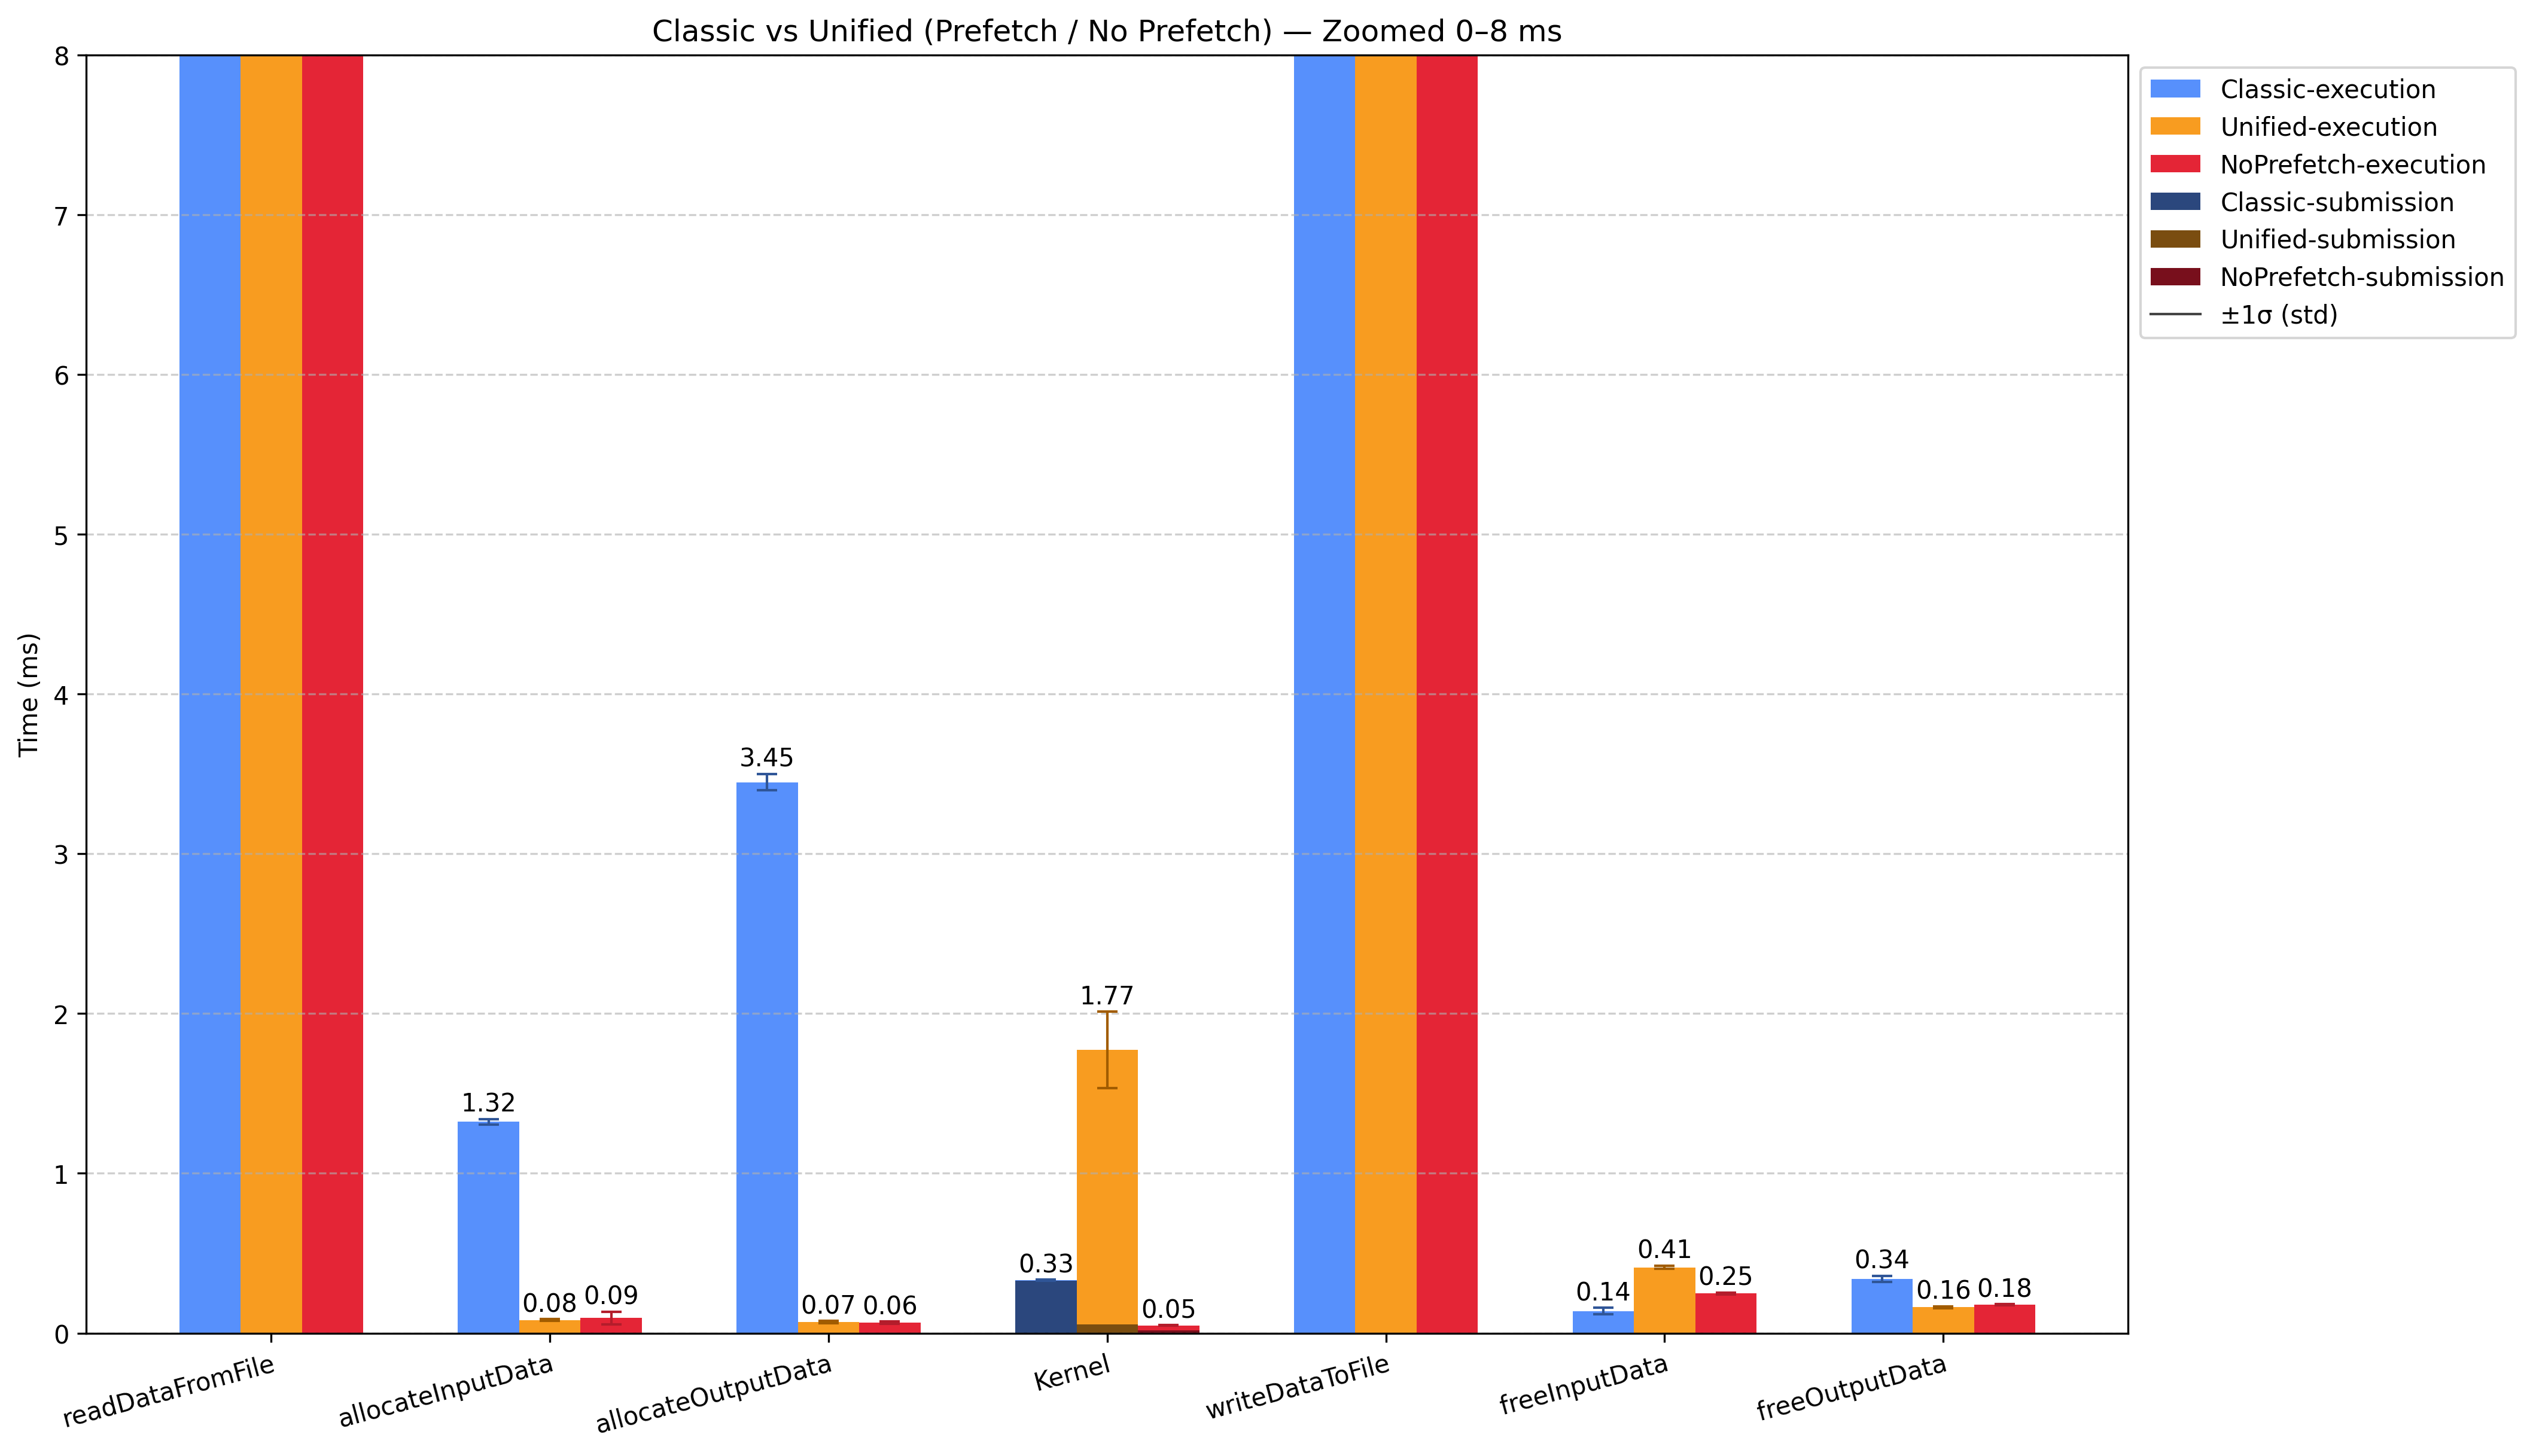 Classic vs Unified (Prefetch / No Prefetch) — Zoomed 0–8 ms
Time (ms)
8
7
6
5
4
3
2
1
0
1.32
0.08
0.09
3.45
0.07
0.06
0.33
1.77
0.05
0.14
0.41
0.25
0.34
0.16
0.18
readDataFromFile
allocateInputData
allocateOutputData
Kernel
writeDataToFile
freeInputData
freeOutputData
Classic-execution
Unified-execution
NoPrefetch-execution
Classic-submission
Unified-submission
NoPrefetch-submission
±1σ (std)